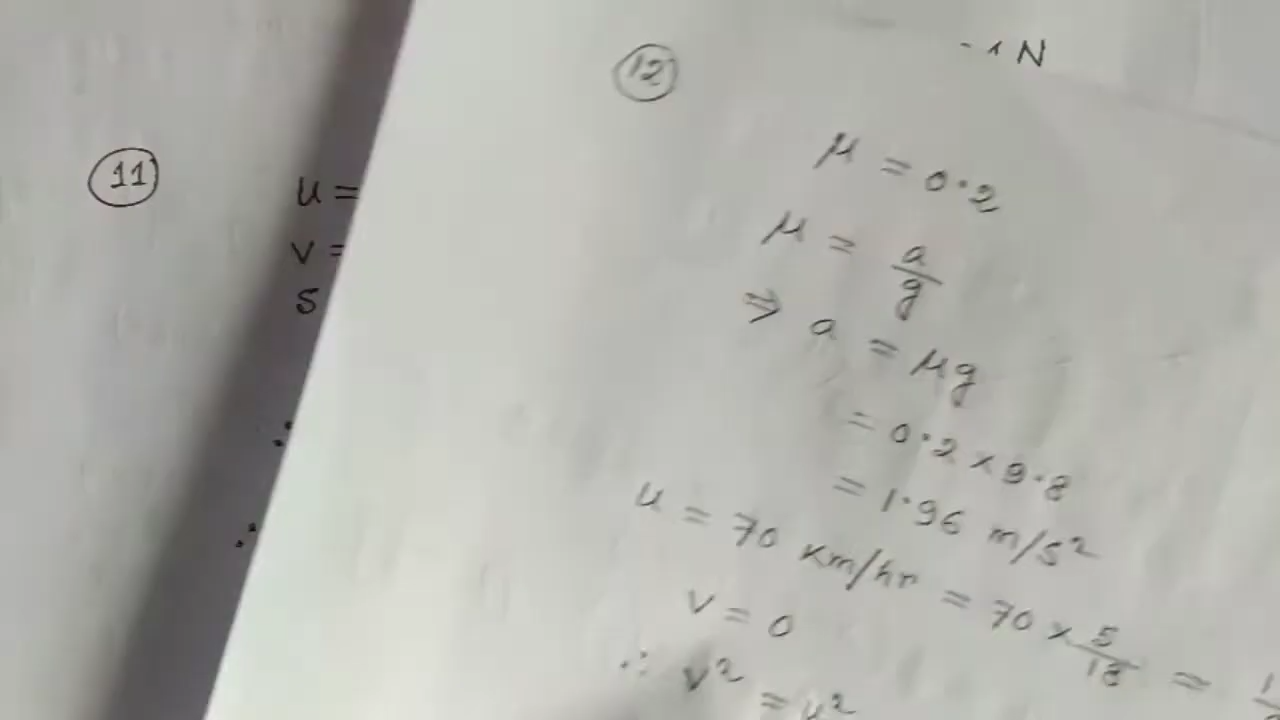 N
12
11
μ = 0.2
u =
μ = a/g
v =
⇒ a = μg
s
= 0.2 × 9.8
∴
= 1.96 m/s²
u = 70 km/hr = 70 × 5/18 =
∴
v = 0
∴ v² = u²